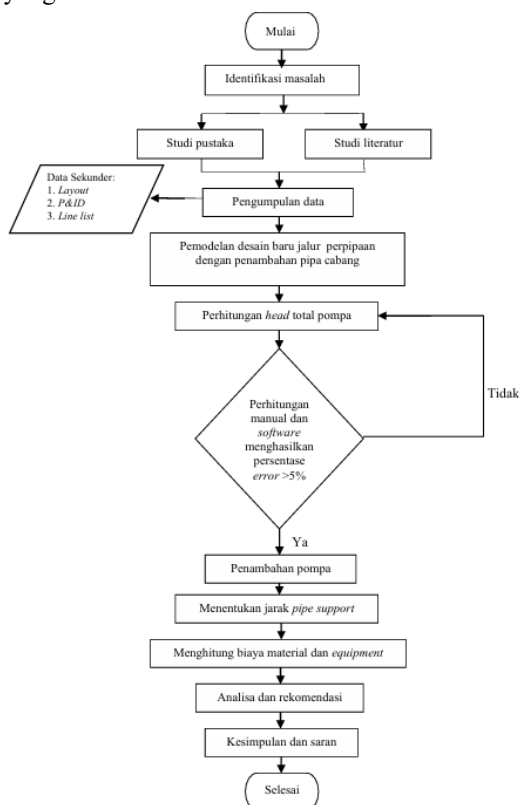 Mulai
Identifikasi masalah
Studi pustaka
Studi literatur
Data Sekunder:
1. Layout
2. P&ID
3. Line list
Pengumpulan data
Pemodelan desain baru jalur perpipaan
dengan penambahan pipa cabang
Perhitungan head total pompa
Tidak
Perhitungan
manual dan
software
menghasilkan
persentase
error >5%
Ya
Penambahan pompa
Menentukan jarak pipe support
Menghitung biaya material dan equipment
Analisa dan rekomendasi
Kesimpulan dan saran
Selesai